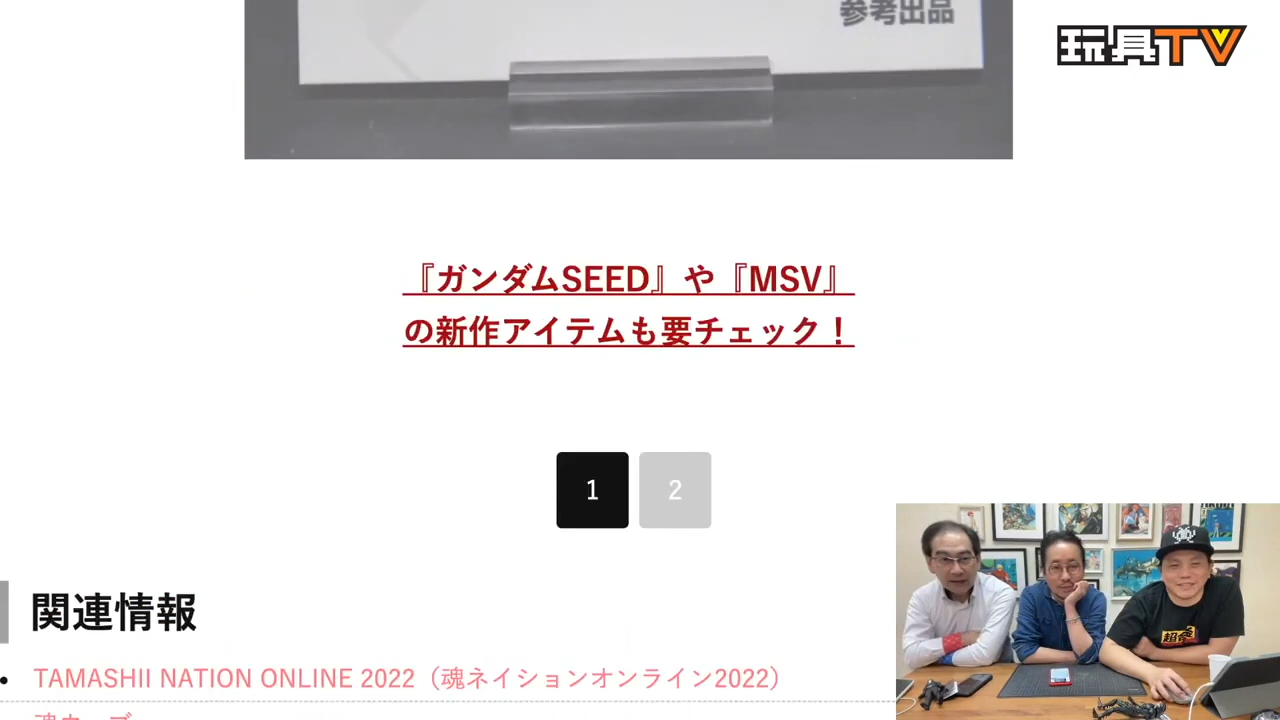 参考出品
玩具TV
『ガンダムSEED』や『MSV』
の新作アイテムも要チェック！
1
2
関連情報
TAMASHII NATION ONLINE 2022（魂ネイションオンライン2022）